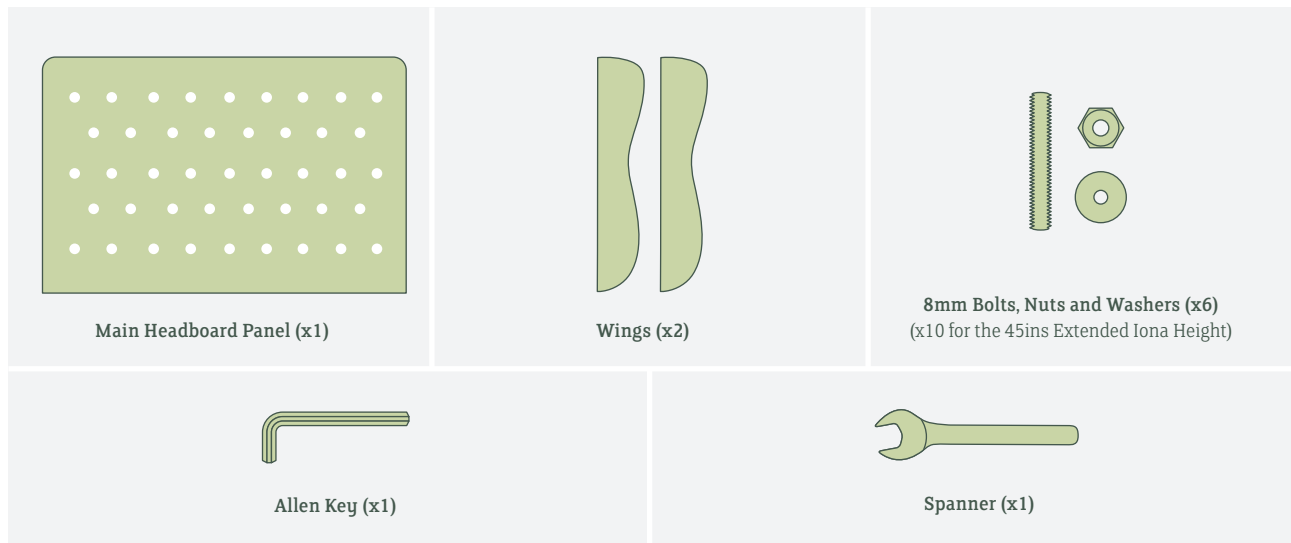 Main Headboard Panel (x1)
Wings (x2)
8mm Bolts, Nuts and Washers (x6)
(x10 for the 45ins Extended Iona Height)
Allen Key (x1)
Spanner (x1)